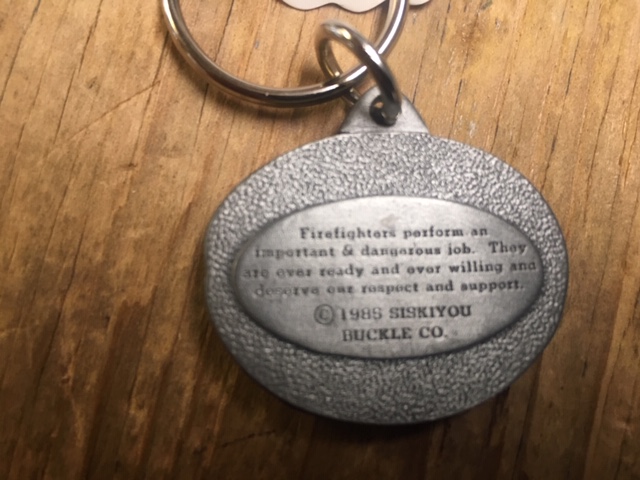 Firefighters perform an
important & dangerous job. They
are ever ready and ever willing and
deserve our respect and support.
© 1985 SISKIYOU
BUCKLE CO.